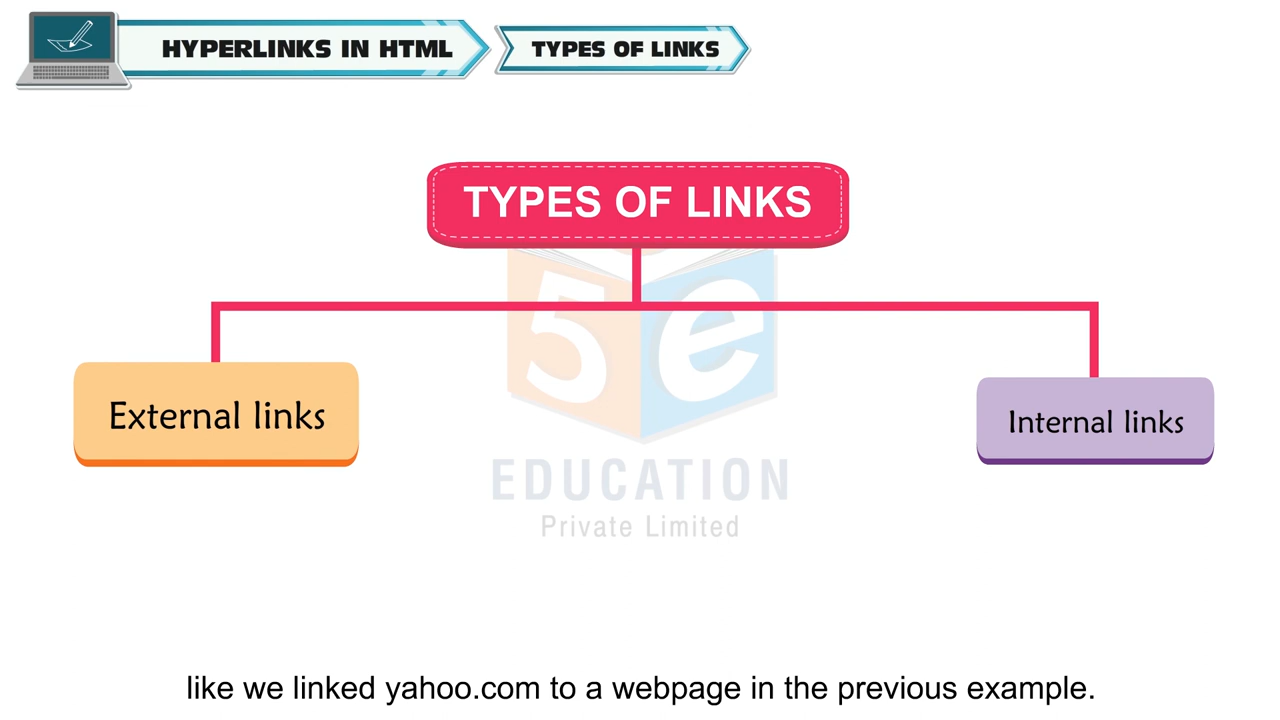 HYPERLINKS IN HTML
TYPES OF LINKS
TYPES OF LINKS
External links
Internal links
5e
EDUCATION
Private Limited
like we linked yahoo.com to a webpage in the previous example.